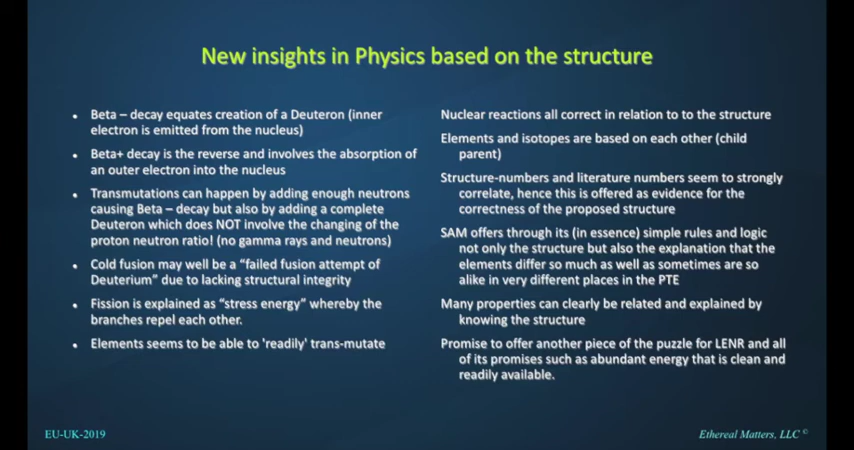 New insights in Physics based on the structure
• Beta – decay equates creation of a Deuteron (inner
electron is emitted from the nucleus)
• Beta+ decay is the reverse and involves the absorption of
an outer electron into the nucleus
• Transmutations can happen by adding enough neutrons
causing Beta – decay but also by adding a complete
Deuteron which does NOT involve the changing of the
proton neutron ratio! (no gamma rays and neutrons)
• Cold fusion may well be a “failed fusion attempt of
Deuterium” due to lacking structural integrity
• Fission is explained as “stress energy” whereby the
branches repel each other.
• Elements seems to be able to 'readily' trans-mutate
Nuclear reactions all correct in relation to to the structure
Elements and isotopes are based on each other (child
parent)
Structure-numbers and literature numbers seem to strongly
correlate, hence this is offered as evidence for the
correctness of the proposed structure
SAM offers through its (in essence) simple rules and logic
not only the structure but also the explanation that the
elements differ so much as well as sometimes are so
alike in very different places in the PTE
Many properties can clearly be related and explained by
knowing the structure
Promise to offer another piece of the puzzle for LENR and all
of its promises such as abundant energy that is clean and
readily available.
EU-UK-2019
Ethereal Matters, LLC ©